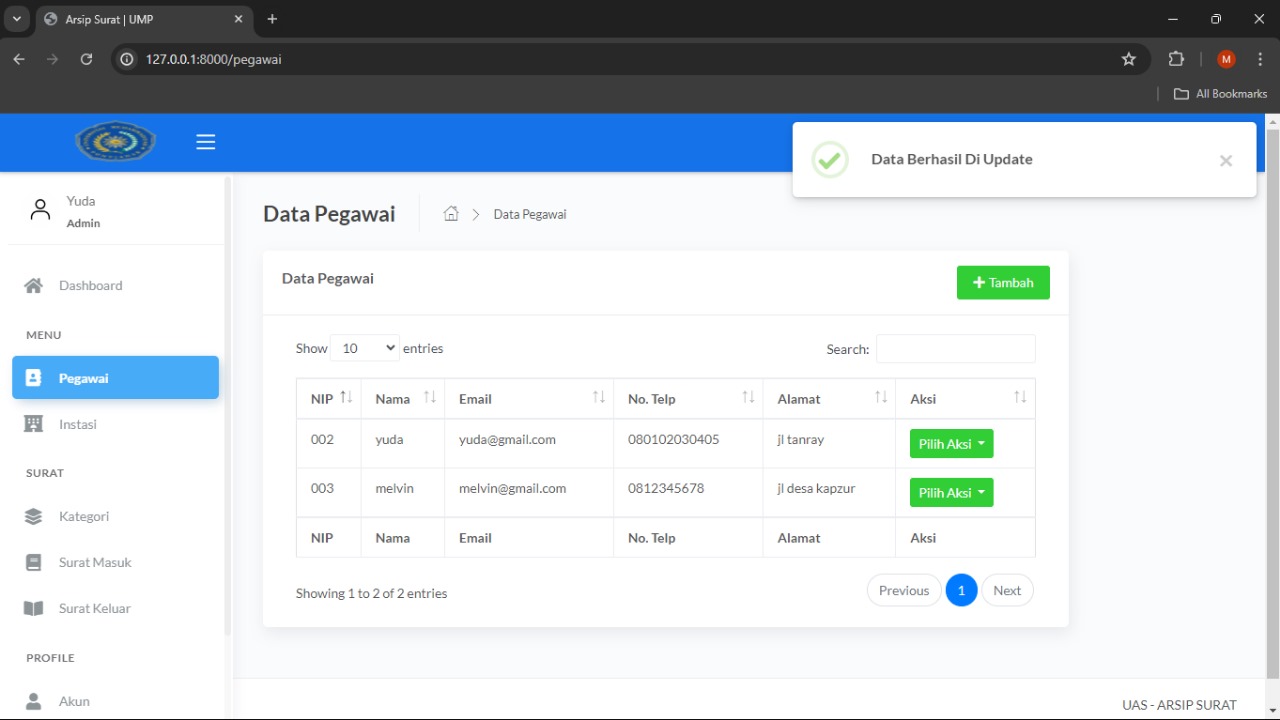 Arsip Surat | UMP
127.0.0.1:8000/pegawai
M
All Bookmarks
Data Berhasil Di Update
Yuda
Admin
Dashboard
MENU
Pegawai
Instasi
SURAT
Kategori
Surat Masuk
Surat Keluar
PROFILE
Akun
Data Pegawai > Data Pegawai
Data Pegawai
+ Tambah
Show 10 entries
Search:
NIP Nama Email No. Telp Alamat Aksi
002 yuda yuda@gmail.com 080102030405 jl tanray Pilih Aksi
003 melvin melvin@gmail.com 0812345678 jl desa kapzur Pilih Aksi
NIP Nama Email No. Telp Alamat Aksi
Showing 1 to 2 of 2 entries
Previous 1 Next
UAS - ARSIP SURAT